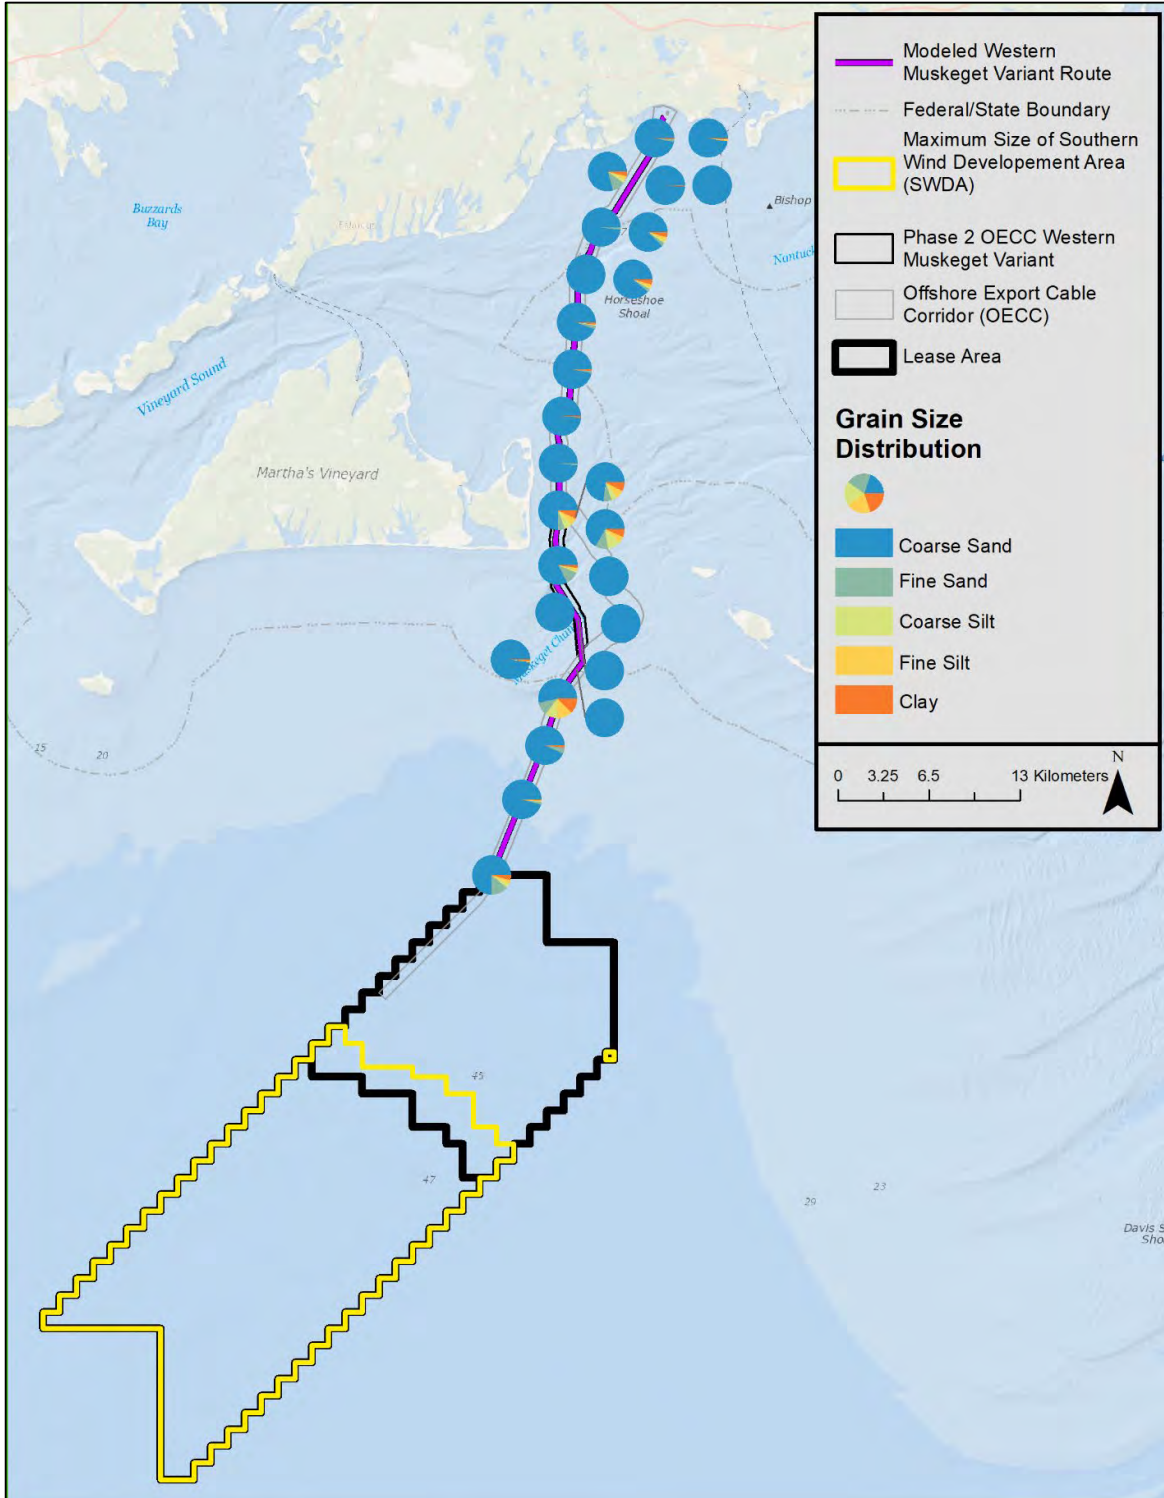 Modeled Western
Muskeget Variant Route
Federal/State Boundary
Maximum Size of Southern
Wind Developement Area
(SWDA)
Phase 2 OECC Western
Muskeget Variant
Offshore Export Cable
Corridor (OECC)
Lease Area
Grain Size
Distribution
Coarse Sand
Fine Sand
Coarse Silt
Fine Silt
Clay
N
0 3.25 6.5 13 Kilometers
Buzzards
Bay
Bishop
Nantuck
Horseshoe
Shoal
Vineyard Sound
Martha's Vineyard
15
20
45
47
29
23
Davis S
Sho